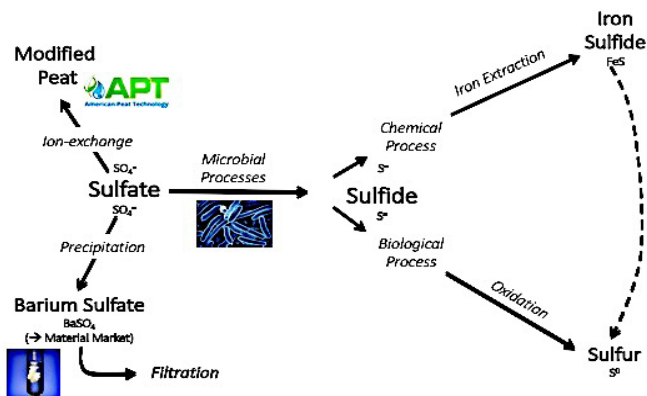 Modified
Peat
APT
American Peat Technology
Ion-exchange
SO₄⁼
Sulfate
SO₄⁼
Precipitation
Barium Sulfate
BaSO₄
(→ Material Market)
Filtration
Microbial
Processes
Chemical
Process
S⁼
Sulfide
S⁼
Biological
Process
Iron Extraction
Iron
Sulfide
FeS
Oxidation
Sulfur
S⁰